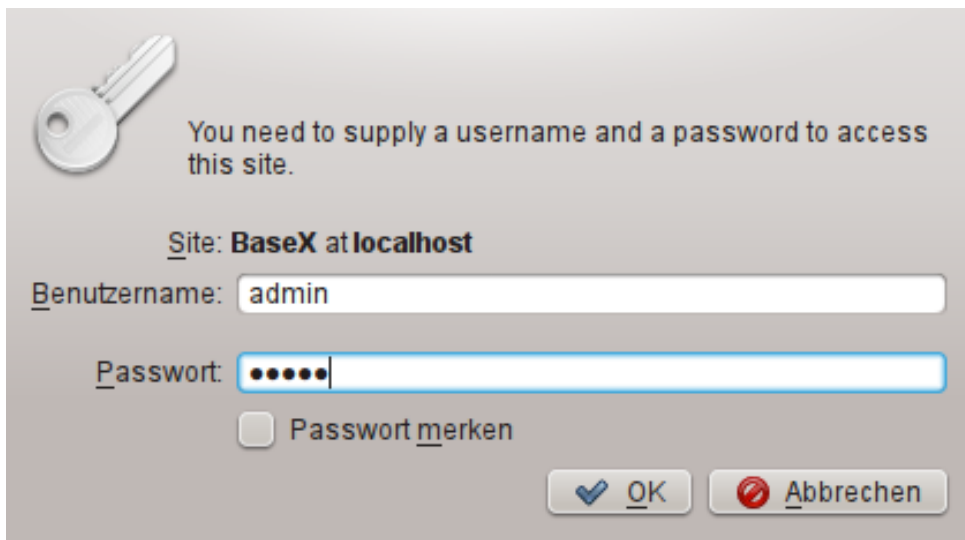 You need to supply a username and a password to access
this site.
Site: BaseX at localhost
Benutzername: admin
Passwort: •••••
Passwort merken
OK Abbrechen